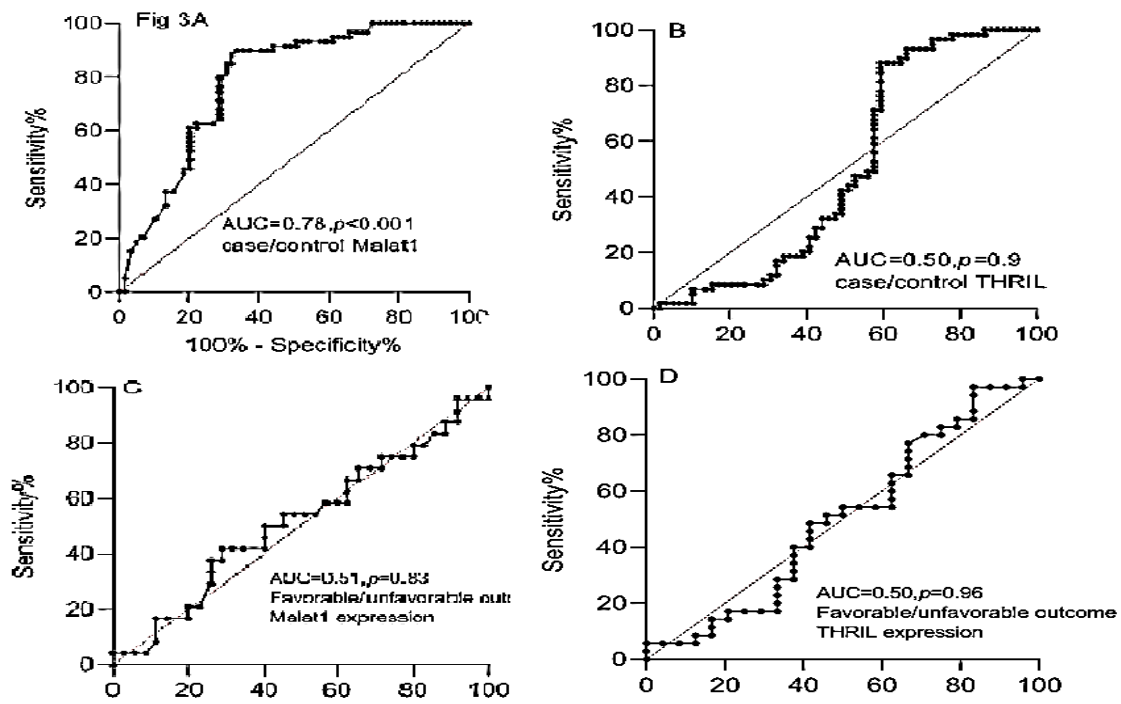 Fig 3A
100
80
60
40
20
0
Sensitivity%
AUC=0.78,p<0.001
case/control Malat1
0 20 40 60 80 100
100% - Specificity%
B
100
80
60
40
20
0
Sensitivity%
AUC=0.50,p=0.9
case/control THRIL
0 20 40 60 80 100
C
100
80
60
40
20
0
Sensitivity%
AUC=0.51,p=0.83
Favorable/unfavorable out
Malat1 expression
0 20 40 60 80 100
D
100
80
60
40
20
0
Sensitivity%
AUC=0.50,p=0.96
Favorable/unfavorable outcome
THRIL expression
0 20 40 60 80 100